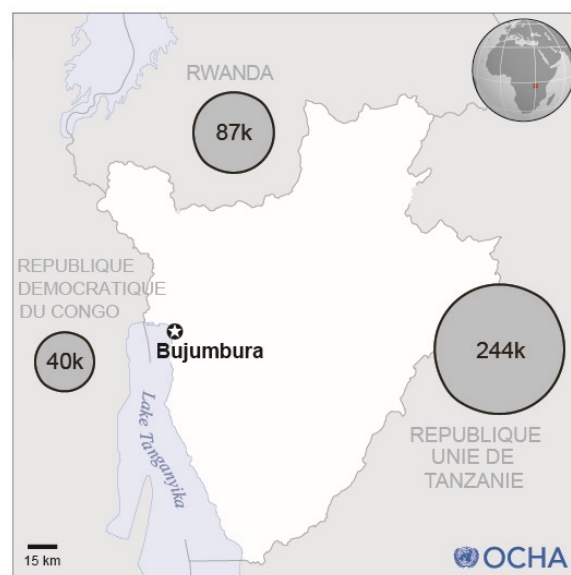 RWANDA
87k
REPUBLIQUE
DEMOCRATIQUE
DU CONGO
40k
Bujumbura
244k
Lake Tanganyika
REPUBLIQUE
UNIE DE
TANZANIE
15 km
OCHA